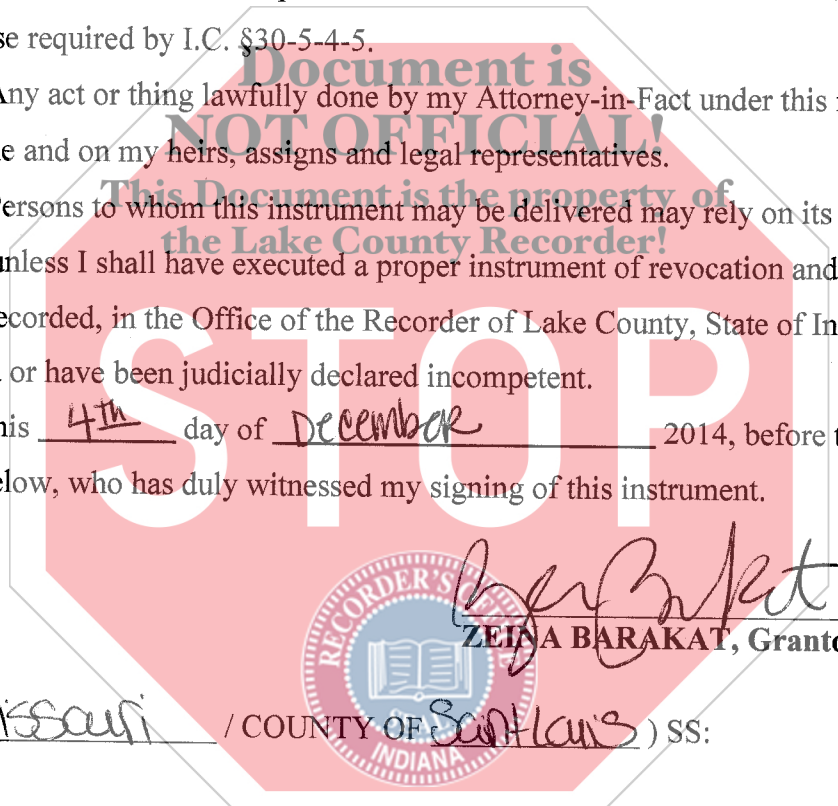 se required by I.C. §30-5-4-5.
Document is
Any act or thing lawfully done by my Attorney-in-Fact under this
NOT OFFICIAL!
e and on my heirs, assigns and legal representatives.
This Document is the property of
Persons to whom this instrument may be delivered may rely on its
the Lake County Recorder!
unless I shall have executed a proper instrument of revocation and
ecorded, in the Office of the Recorder of Lake County, State of In
or have been judicially declared incompetent.
STOP
his 4th day of December 2014, before t
elow, who has duly witnessed my signing of this instrument.
RECORDER'S OFFICE
ZEINA BARAKAT, Granto
issouri / COUNTY OF Saint Louis ) SS:
SEAL
INDIANA